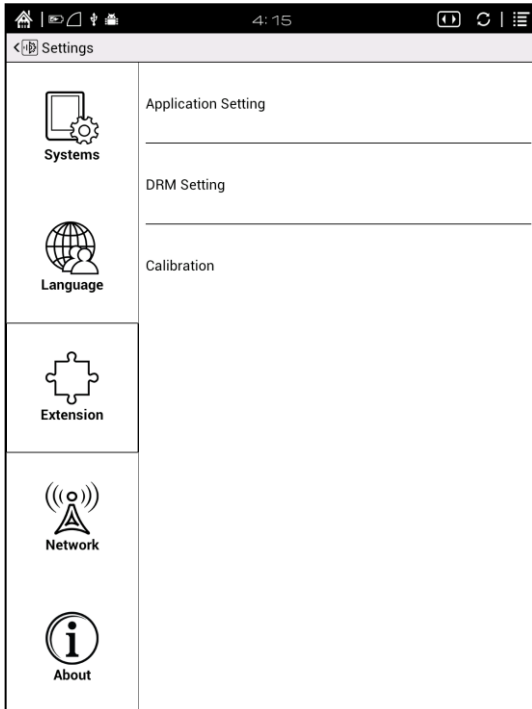 4:15
Settings
Systems
Application Setting
DRM Setting
Language
Calibration
Extension
Network
About